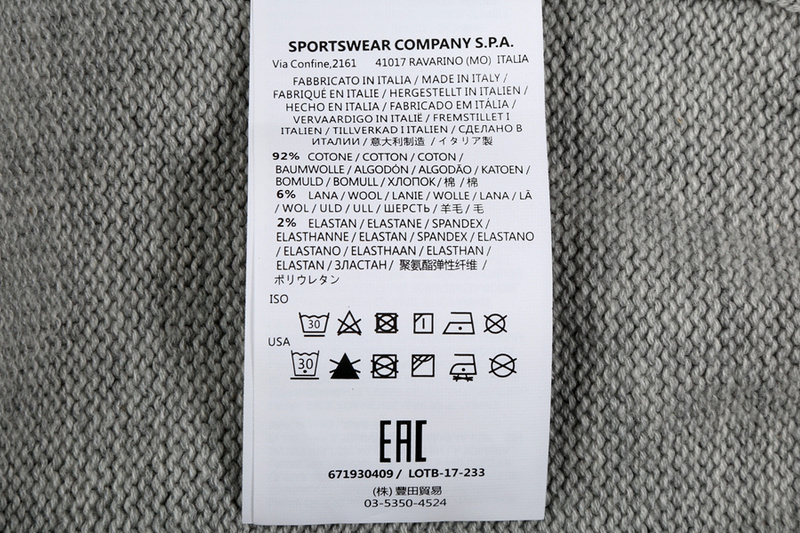 SPORTSWEAR COMPANY S.P.A.
Via Confine,2161 41017 RAVARINO (MO) ITALIA
FABBRICATO IN ITALIA / MADE IN ITALY /
FABRIQUÉ EN ITALIE / HERGESTELLT IN ITALIEN /
HECHO EN ITALIA / FABRICADO EM ITÁLIA /
VERVAARDIGO IN ITALIË / FREMSTILLET I
ITALIEN / TILLVERKAD I ITALIEN / СДЕЛАНО В
ИТАЛИИ / 意大利制造 / イタリア製
92% COTONE / COTTON / COTON /
BAUMWOLLE / ALGODÓN / ALGODÃO / KATOEN /
BOMULD / BOMULL / ХЛОПОК / 棉 / 棉
6% LANA / WOOL / LANIE / WOLLE / LANA / LÃ
/ WOL / ULD / ULL / ШЕРСТЬ / 羊毛 / 毛
2% ELASTAN / ELASTANE / SPANDEX /
ELASTHANNE / ELASTAN / SPANDEX / ELASTANO
/ ELASTANO / ELASTHAAN / ELASTHAN /
ELASTAN / ЗЛАСТАН / 聚氨酯弹性纤维 /
ポリウレタン
ISO
30
USA
30
EAC
671930409 / LOTB-17-233
(株) 豊田貿易
03-5350-4524